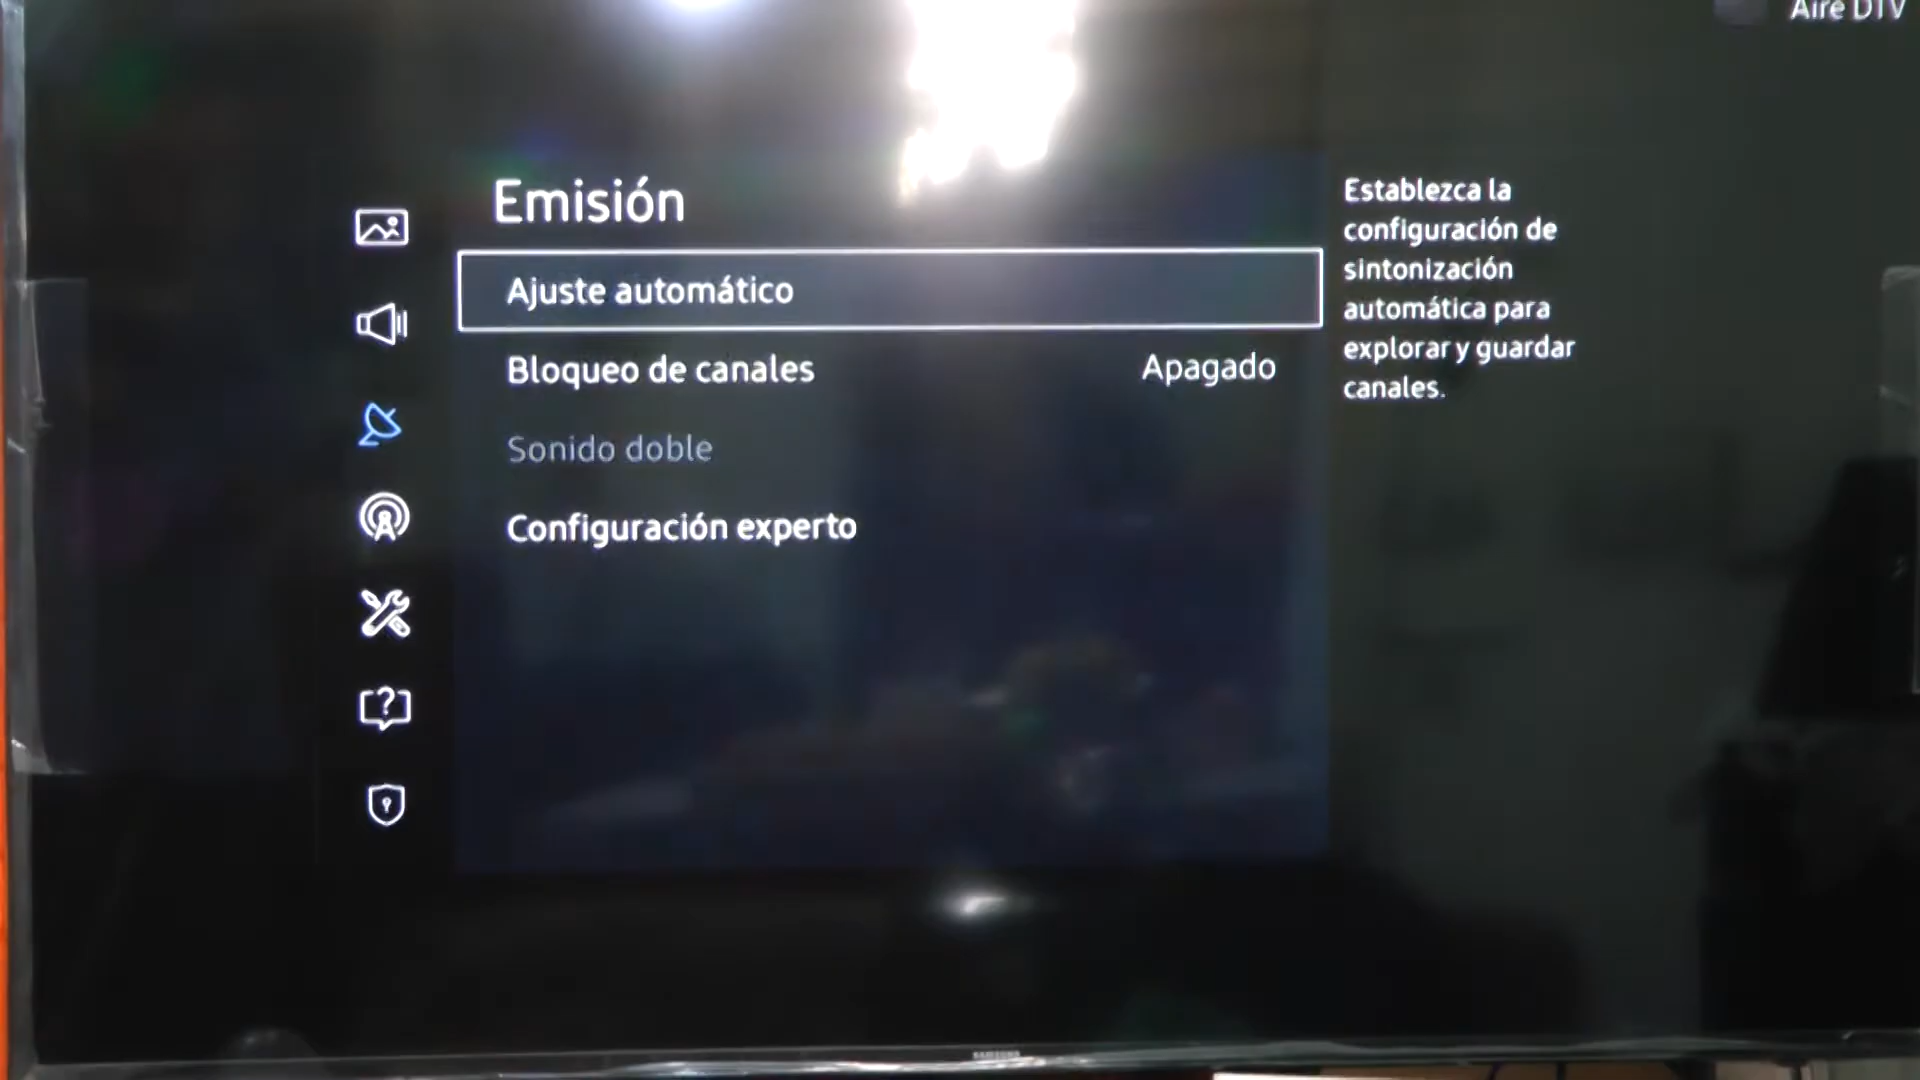 Aire DTV
Emisión
Ajuste automático
Bloqueo de canales Apagado
Sonido doble
Configuración experto
Establezca la
configuración de
sintonización
automática para
explorar y guardar
canales.
SAMSUNG